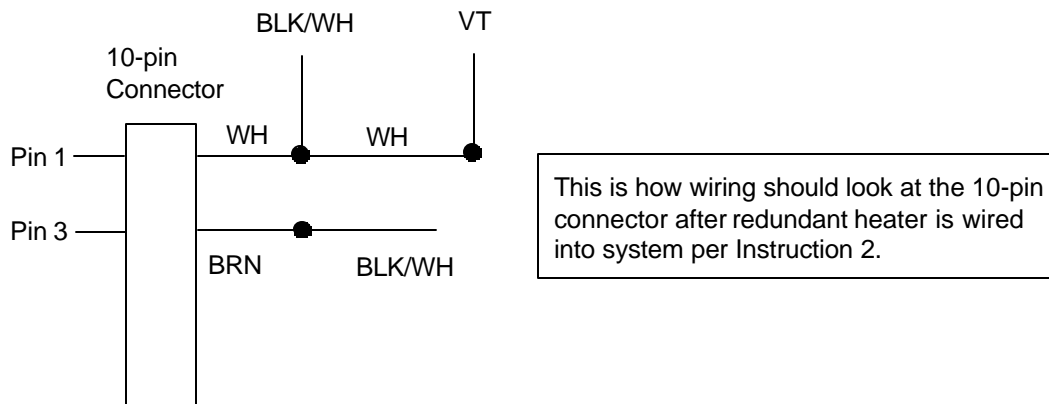 BLK/WH
VT
10-pin
Connector
WH
WH
Pin 1
This is how wiring should look at the 10-pin
connector after redundant heater is wired
into system per Instruction 2.
Pin 3
BRN
BLK/WH